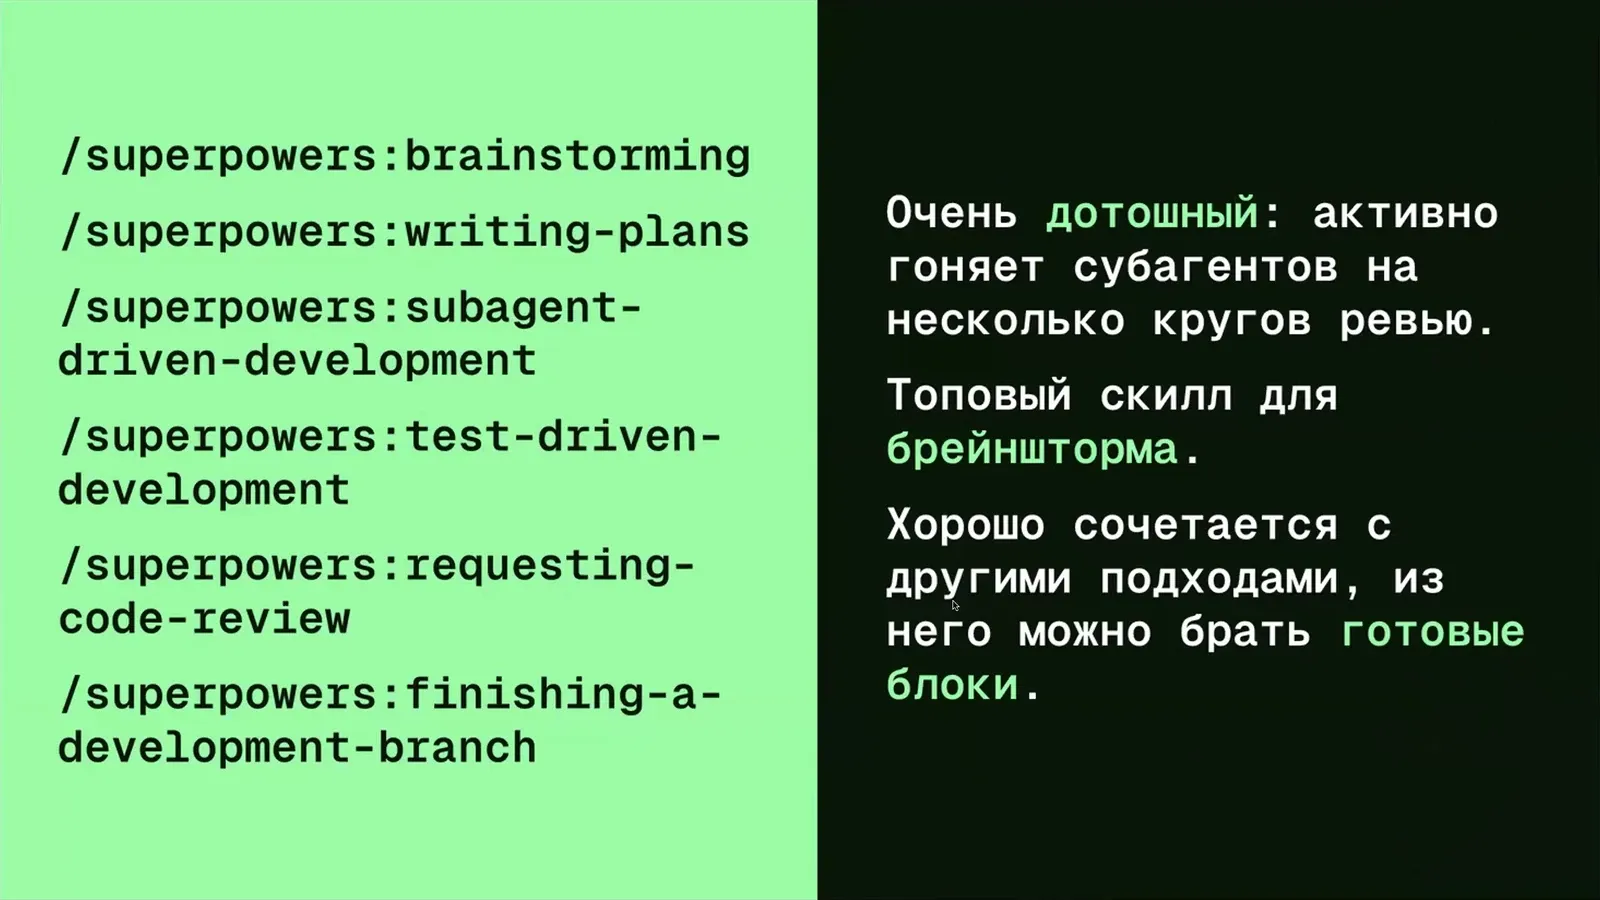 /superpowers:brainstorming
/superpowers:writing-plans
/superpowers:subagent-
driven-development
/superpowers:test-driven-
development
/superpowers:requesting-
code-review
/superpowers:finishing-a-
development-branch
Очень дотошный: активно
гоняет субагентов на
несколько кругов ревью.
Топовый скилл для
брейншторма.
Хорошо сочетается с
другими подходами, из
него можно брать готовые
блоки.